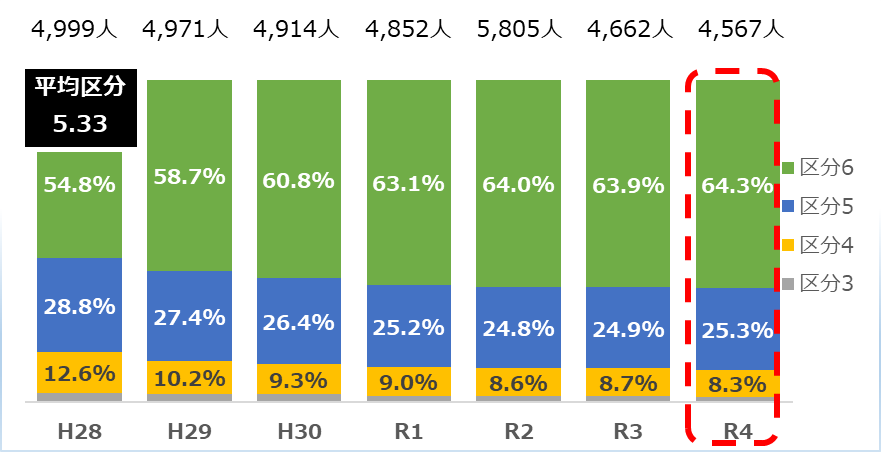 4,999人 4,971人 4,914人 4,852人 5,805人 4,662人 4,567人
平均区分
5.33
54.8% 58.7% 60.8% 63.1% 64.0% 63.9% 64.3%
28.8% 27.4% 26.4% 25.2% 24.8% 24.9% 25.3%
12.6% 10.2% 9.3% 9.0% 8.6% 8.7% 8.3%
H28 H29 H30 R1 R2 R3 R4
区分6
区分5
区分4
区分3